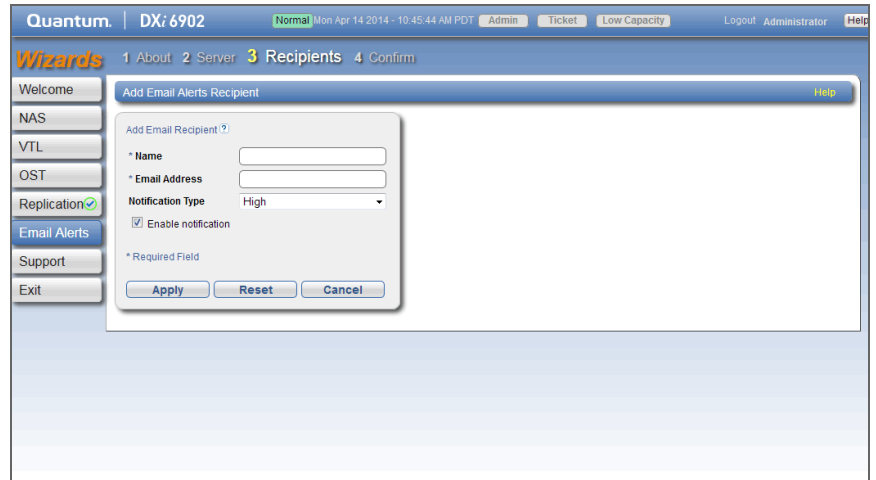 Quantum. DXi 6902 Normal Mon Apr 14 2014 - 10:45:44 AM PDT Admin Ticket Low Capacity Logout Administrator Help
Wizards 1 About 2 Server 3 Recipients 4 Confirm
Welcome
NAS
VTL
OST
Replication
Email Alerts
Support
Exit
Add Email Alerts Recipient Help
Add Email Recipient ?
* Name
* Email Address
Notification Type High
Enable notification
* Required Field
Apply Reset Cancel